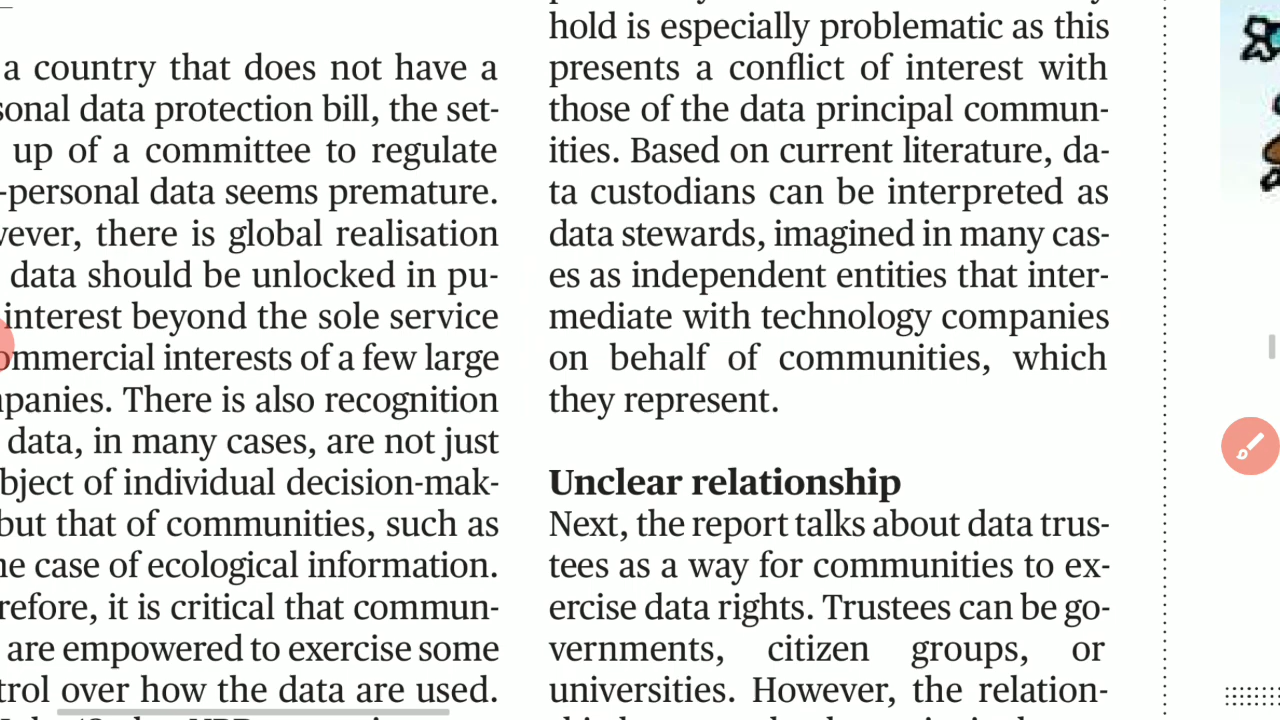 a country that does not have a
sonal data protection bill, the set-
up of a committee to regulate
-personal data seems premature.
ever, there is global realisation
data should be unlocked in pu-
interest beyond the sole service
ommercial interests of a few large
panies. There is also recognition
data, in many cases, are not just
bject of individual decision-mak-
but that of communities, such as
he case of ecological information.
refore, it is critical that commun-
are empowered to exercise some
trol over how the data are used.
hold is especially problematic as this
presents a conflict of interest with
those of the data principal commun-
ities. Based on current literature, da-
ta custodians can be interpreted as
data stewards, imagined in many cas-
es as independent entities that inter-
mediate with technology companies
on behalf of communities, which
they represent.
Unclear relationship
Next, the report talks about data trus-
tees as a way for communities to ex-
ercise data rights. Trustees can be go-
vernments, citizen groups, or
universities. However, the relation-